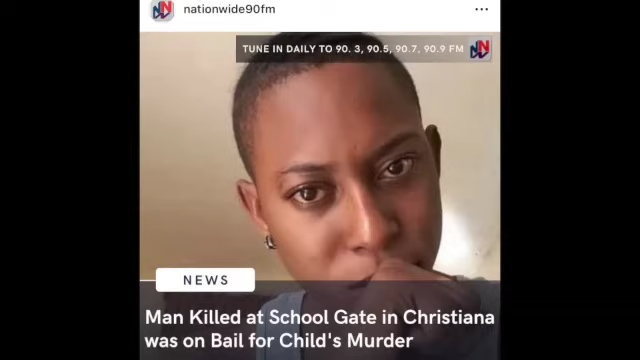 nationwide90fm
TUNE IN DAILY TO 90. 3, 90.5, 90.7, 90.9 FM
NEWS
Man Killed at School Gate in Christiana
was on Bail for Child's Murder